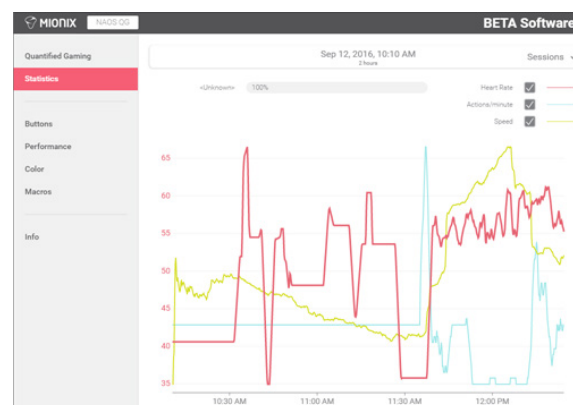 MIONIX NAOS QG BETA Software
Quantified Gaming
Statistics
Buttons
Performance
Color
Macros
Info
Sep 12, 2016, 10:10 AM
2 hours
Sessions
<Unknown> 100%
Heart Rate
Actions/minute
Speed
65
60
55
50
45
40
35
10:30 AM 11:00 AM 11:30 AM 12:00 PM